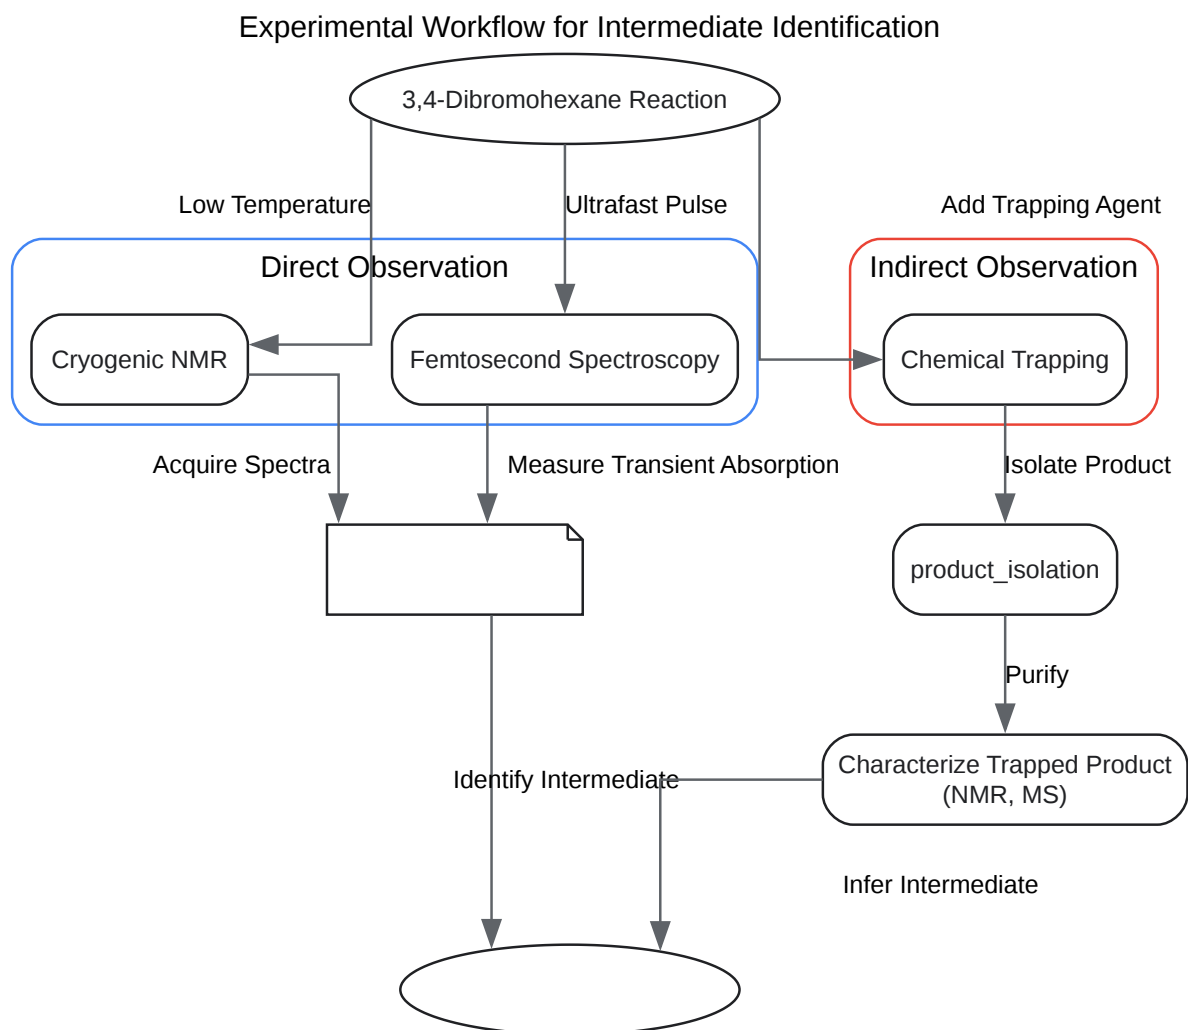 Experimental Workflow for Intermediate Identification
3,4-Dibromohexane Reaction
Low Temperature
Ultrafast Pulse
Add Trapping Agent
Direct Observation
Indirect Observation
Cryogenic NMR
Femtosecond Spectroscopy
Chemical Trapping
Acquire Spectra
Measure Transient Absorption
Isolate Product
product_isolation
Purify
Characterize Trapped Product
(NMR, MS)
Identify Intermediate
Infer Intermediate